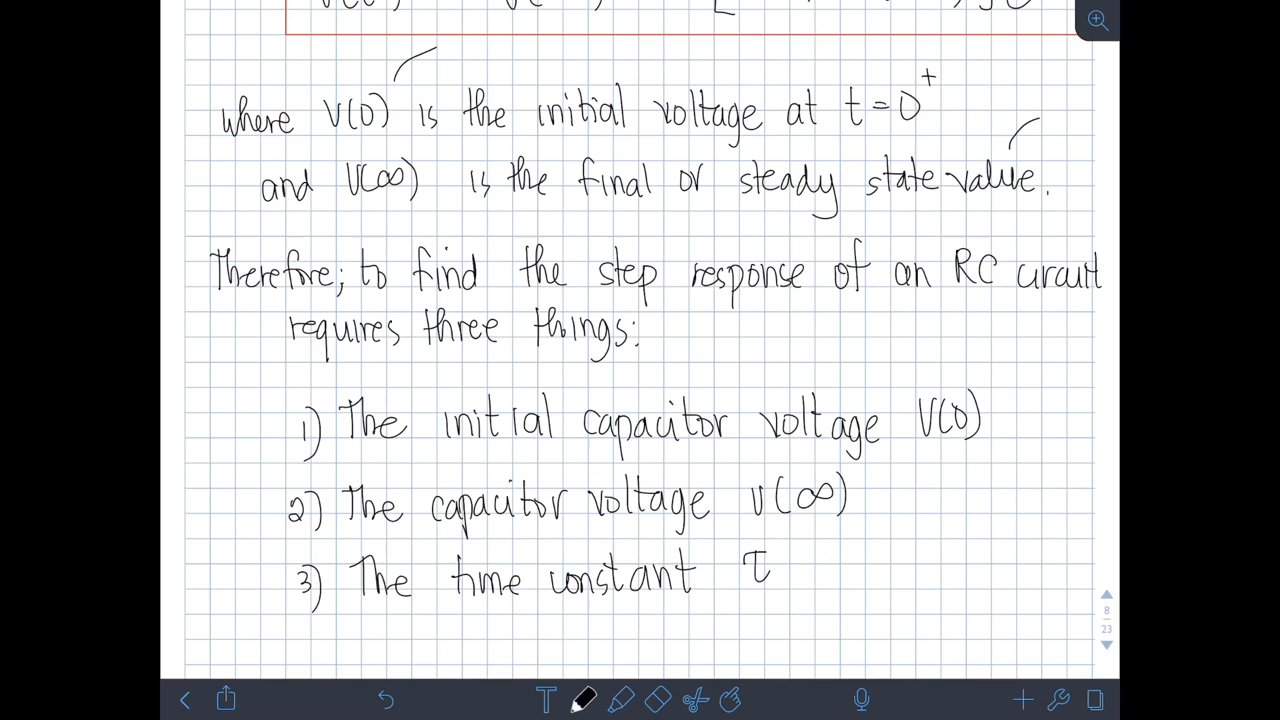 where v(0) is the initial voltage at t=0⁺
and v(∞) is the final or steady state value.
Therefore; to find the step response of an RC circuit
requires three things:
1) The initial capacitor voltage V(0)
2) The capacitor voltage v(∞)
3) The time constant τ
8
23
T